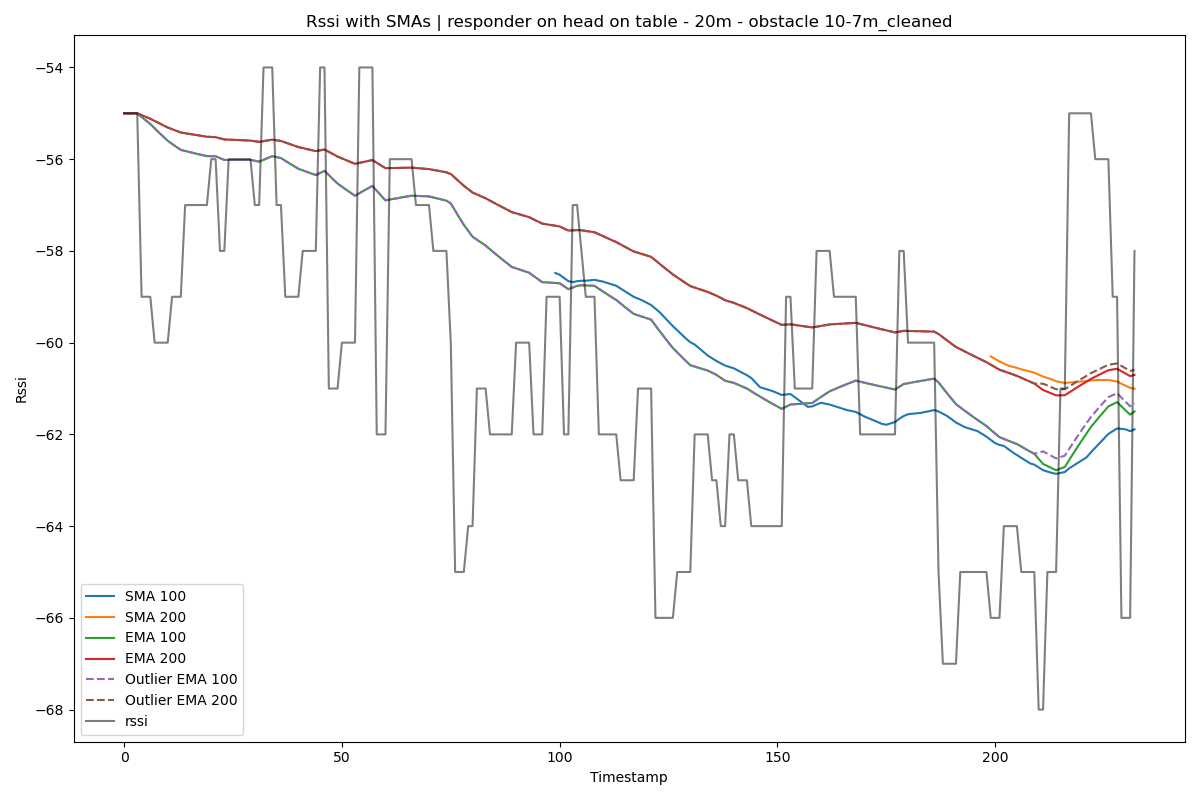 Rssi with SMAs | responder on head on table - 20m - obstacle 10-7m_cleaned
−54
−56
−58
−60
−62
−64
−66
−68
Rssi
SMA 100
SMA 200
EMA 100
EMA 200
Outlier EMA 100
Outlier EMA 200
rssi
0
50
100
150
200
Timestamp